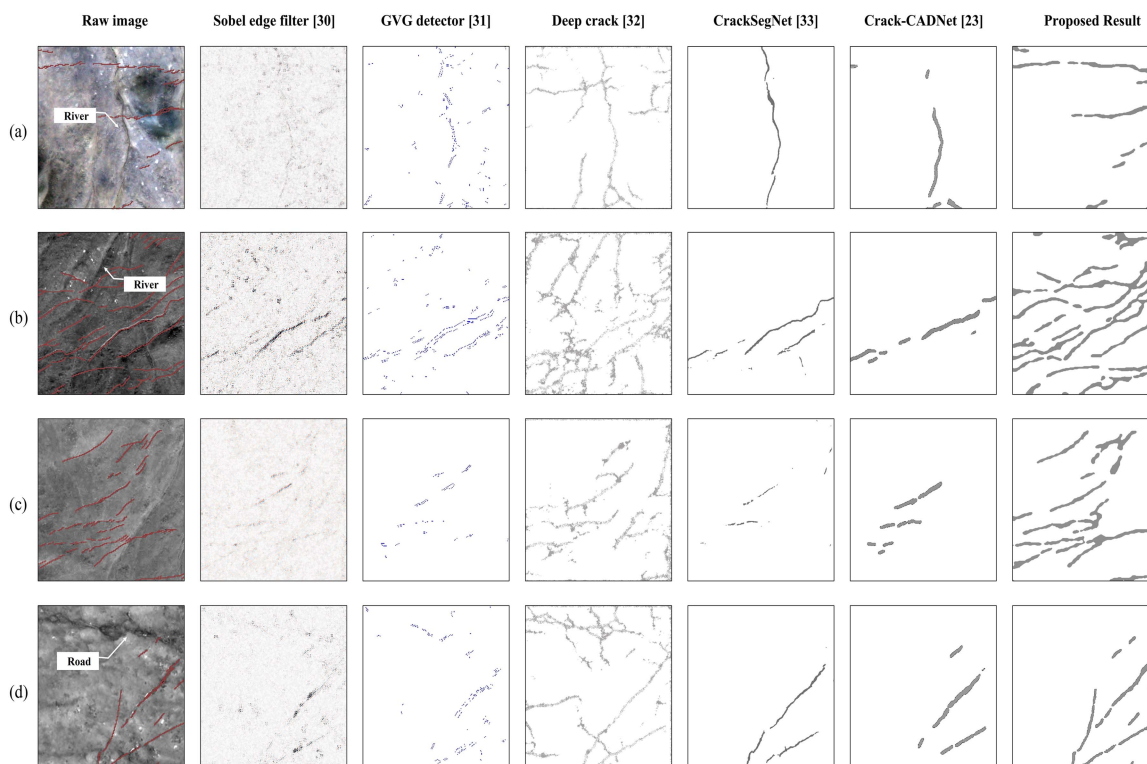 Raw image Sobel edge filter [30] GVG detector [31] Deep crack [32] CrackSegNet [33] Crack-CADNet [23] Proposed Result
(a)
River
(b)
River
(c)
(d)
Road